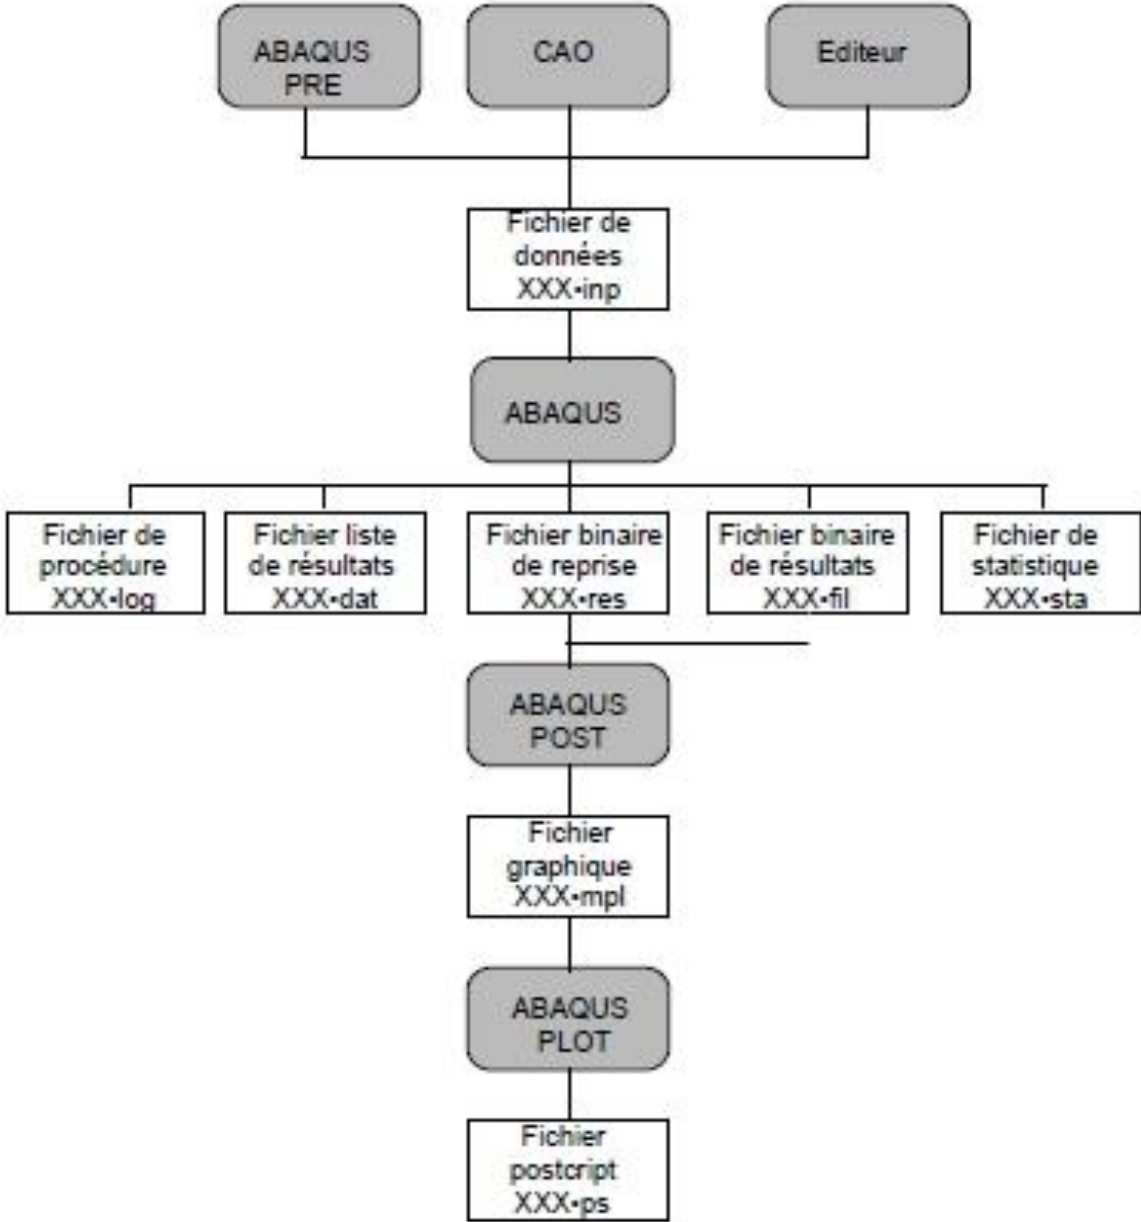 ABAQUS
PRE
CAO
Editeur
Fichier de
données
XXX•inp
ABAQUS
Fichier de
procédure
XXX•log
Fichier liste
de résultats
XXX•dat
Fichier binaire
de reprise
XXX•res
Fichier binaire
de résultats
XXX•fil
Fichier de
statistique
XXX•sta
ABAQUS
POST
Fichier
graphique
XXX•mpl
ABAQUS
PLOT
Fichier
postcript
XXX•ps